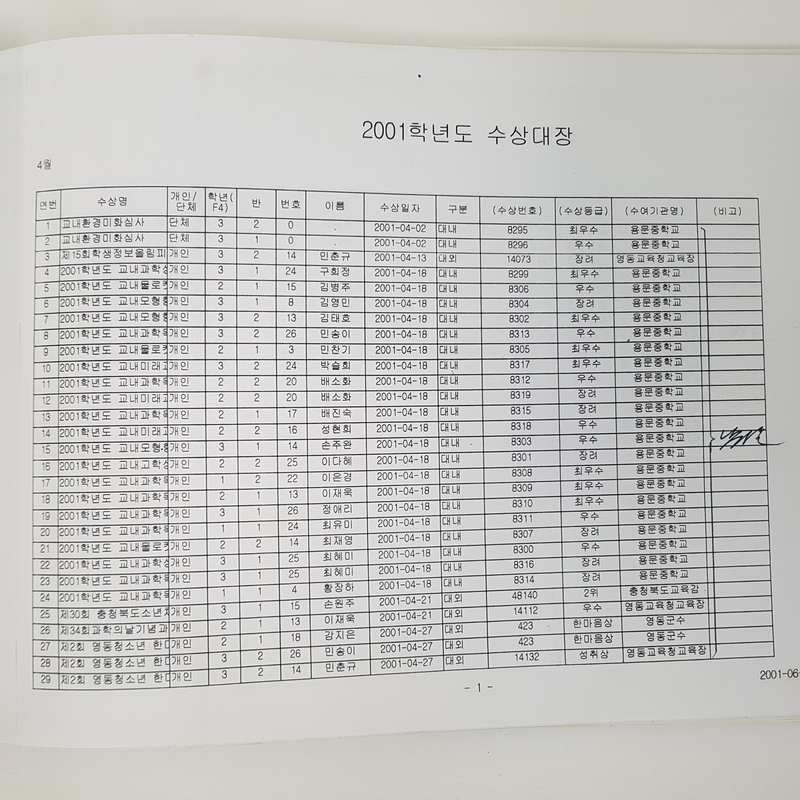 2001학년도 수상대장
4월
연번 수상명 개인/단체 학년(F4) 반 번호 이름 수상일자 구분 (수상번호) (수상등급) (수여기관명) (비고)
1 교내환경미화심사 단체 3 2 0 . 2001-04-02 대내 8295 최우수 용문중학교
2 교내환경미화심사 단체 3 1 0 . 2001-04-02 대내 8296 우수 용문중학교
3 제15회학생정보올림피 개인 3 2 14 민춘규 2001-04-13 대외 14073 장려 영동교육청교육장
4 2001학년도 교내과학 개인 3 1 24 구희정 2001-04-18 대내 8299 최우수 용문중학교
5 2001학년도 교내물로 개인 2 1 15 김병주 2001-04-18 대내 8306 우수 용문중학교
6 2001학년도 교내모형 개인 3 1 8 김영민 2001-04-18 대내 8304 장려 용문중학교
7 2001학년도 교내모형 개인 3 2 13 김태호 2001-04-18 대내 8302 최우수 용문중학교
8 2001학년도 교내과학 개인 3 2 26 민송이 2001-04-18 대내 8313 우수 용문중학교
9 2001학년도 교내물로 개인 2 1 3 민찬기 2001-04-18 대내 8305 최우수 용문중학교
10 2001학년도 교내미래 개인 3 2 24 박슬희 2001-04-18 대내 8317 최우수 용문중학교
11 2001학년도 교내과학 개인 2 2 20 배소화 2001-04-18 대내 8312 우수 용문중학교
12 2001학년도 교내미래 개인 2 2 20 배소화 2001-04-18 대내 8319 장려 용문중학교
13 2001학년도 교내과학 개인 2 1 17 배진숙 2001-04-18 대내 8315 장려 용문중학교
14 2001학년도 교내미래 개인 2 2 16 성현희 2001-04-18 대내 8318 우수 용문중학교
15 2001학년도 교내모형 개인 3 1 14 손주완 2001-04-18 대내 8303 우수 용문중학교
16 2001학년도 교내고학 개인 2 2 25 이다혜 2001-04-18 대내 8301 장려 용문중학교
17 2001학년도 교내과학 개인 1 2 22 이은경 2001-04-18 대내 8308 최우수 용문중학교
18 2001학년도 교내과학 개인 2 1 13 이재욱 2001-04-18 대내 8309 최우수 용문중학교
19 2001학년도 교내과학 개인 3 1 26 정애리 2001-04-18 대내 8310 최우수 용문중학교
20 2001학년도 교내과학 개인 1 1 24 최유미 2001-04-18 대내 8311 우수 용문중학교
21 2001학년도 교내물로 개인 2 2 14 최재영 2001-04-18 대내 8307 장려 용문중학교
22 2001학년도 교내과학 개인 3 1 25 최혜미 2001-04-18 대내 8300 우수 용문중학교
23 2001학년도 교내과학 개인 3 1 25 최혜미 2001-04-18 대내 8316 장려 용문중학교
24 2001학년도 교내과학 개인 1 1 4 황장하 2001-04-18 대내 8314 장려 용문중학교
25 제30회 충청북도소년체 개인 3 1 15 손원주 2001-04-21 대외 48140 2위 충청북도교육감
26 제34회과학의날기념과 개인 2 1 13 이재욱 2001-04-21 대외 14112 우수 영동교육청교육장
27 제2회 영동청소년 한 개인 2 1 18 강지은 2001-04-27 대외 423 한마음상 영동군수
28 제2회 영동청소년 한 개인 3 2 26 민송이 2001-04-27 대외 423 한마음상 영동군수
29 제2회 영동청소년 한 개인 3 2 14 민춘규 2001-04-27 대외 14132 성취상 영동교육청교육장
- 1 -
2001-06-